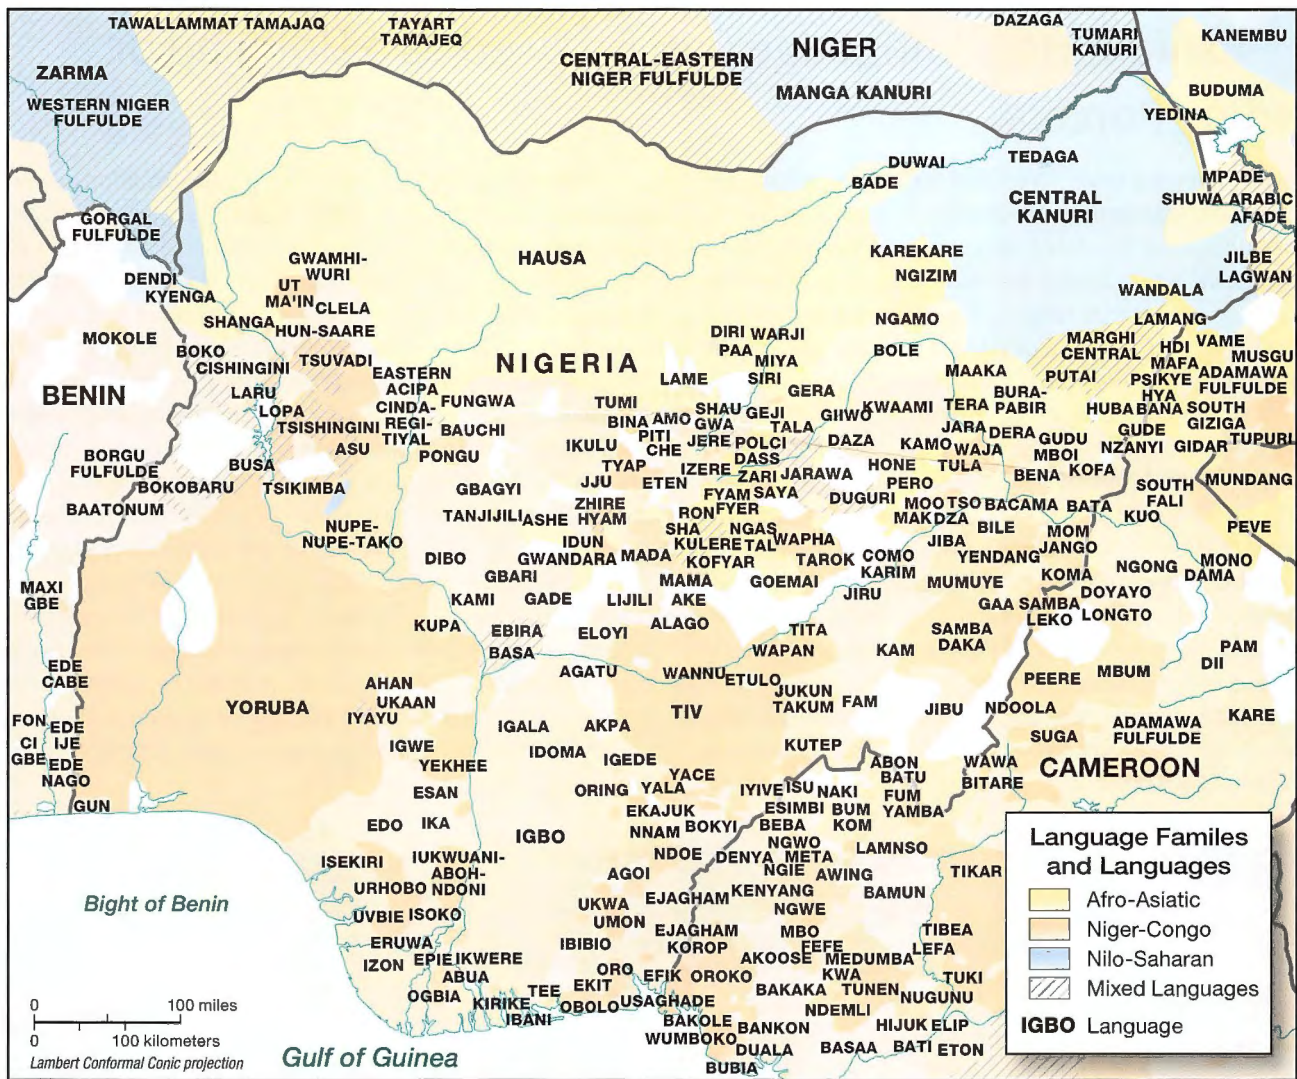 TAWALLAMMAT TAMAJAQ
TAYART
TAMAJEQ
DAZAGA
TUMARI
KANURI
KANEMBU
NIGER
CENTRAL-EASTERN
NIGER FULFULDE
ZARMA
MANGA KANURI
BUDUMA
WESTERN NIGER
FULFULDE
YEDINA
DUWAI
TEDAGA
BADE
MPADE
CENTRAL
KANURI
SHUWA ARABIC
AFADE
GORGAL
FULFULDE
HAUSA
GWAMHI-
WURI
KAREKARE
NGIZIM
JILBE
LAGWAN
DENDI
KYENGA
UT
MA'IN
CLELA
WANDALA
SHANGA
HUN-SAARE
NGAMO
LAMANG
MOKOLE
DIRI
WARJI
MARGHI
CENTRAL
HDI
VAME
BOKO
CISHINGINI
TSUVADI
NIGERIA
PAA
MIYA
BOLE
MAFA
MUSGU
EASTERN
ACIPA
LAME
SIRI
MAAKA
PUTAI
PSIKYE
ADAMAWA
FULFULDE
BENIN
LARU
FUNGWA
TUMI
GERA
BURA-
PABIR
HYA
LOPA
CINDA-
REGI-
TIYAL
BINA
AMO
SHAU
GEJI
GIIWO
KWAAMI
TERA
HUBA
BANA
SOUTH
GIZIGA
TSISHINGINI
BAUCHI
PITI
GWA
TALA
JARA
DERA
GUDE
ASU
IKULU
CHE
JERE
POLCI
DAZA
KAMO
WAJA
GUDU
NZANYI
GIDAR
TUPURI
BORGU
FULFULDE
BUSA
PONGU
TYAP
IZERE
DASS
HONE
TULA
MBOI
BENA
KOFA
BOKOBARU
TSIKIMBA
GBAGYI
JJU
ETEN
ZARI
JARAWA
PERO
SOUTH
FALI
MUNDANG
BAATONUM
ZHIRE
FYAM
SAYA
DUGURI
MOO
TSO
BACAMA
BATA
TANJIJILI
ASHE
HYAM
RON
FYER
MAK
DZA
BILE
KUO
PEVE
NUPE-
NUPE-TAKO
IDUN
SHA
NGAS
WAPHA
JIBA
MOM
JANGO
DIBO
GWANDARA
MADA
KULERE
TAL
KOFYAR
TAROK
COMO
KARIM
YENDANG
MONO
GBARI
MAMA
GOEMAI
MUMUYE
KOMA
NGONG
DAMA
MAXI
GBE
KAMI
GADE
LIJILI
AKE
JIRU
GAA
SAMBA
LEKO
DOYAYO
LONGTO
KUPA
EBIRA
ELOYI
ALAGO
TITA
SAMBA
DAKA
BASA
WAPAN
KAM
PAM
EDE
CABE
AGATU
WANNU
ETULO
PEERE
MBUM
DII
AHAN
UKAAN
JUKUN
TAKUM
FAM
YORUBA
IYAYU
IGALA
AKPA
TIV
JIBU
NDOOLA
KARE
FON
CI
GBE
EDE
IJE
IGWE
IDOMA
KUTEP
SUGA
ADAMAWA
FULFULDE
EDE
NAGO
YEKHEE
IGEDE
ABON
WAWA
CAMEROON
YACE
BATU
BITARE
GUN
ESAN
ORING
YALA
IYIVE
ISU
NAKI
FUM
EKAJUK
ESIMBI
BUM
YAMBA
EDO
IKA
IGBO
NNAM
BOKYI
BEBA
KOM
NGWO
LAMNSO
ISEKIRI
IUKWUANI-
ABOH-
NDONI
NDOE
DENYA
META
NGIE
AWING
TIKAR
URHOBO
AGOI
KENYANG
BAMUN
UVBIE
ISOKO
UKWA
EJAGHAM
NGWE
UMON
ERUWA
IBIBIO
EJAGHAM
MBO
TIBEA
IZON
EPIE
IKWERE
KOROP
FEFE
LEFA
ABUA
ORO
EFIK
OROKO
AKOOSE
MEDUMBA
TUKI
OGBIA
TEE
EKIT
KWA
KIRIKE
OBOLO
USAGHADE
BAKAKA
TUNEN
NUGUNU
IBANI
BAKOLE
NDEMLI
WUMBOKO
BANKON
HIJUK
ELIP
DUALA
BASAA
BATI
ETON
BUBIA
Bight of Benin
Gulf of Guinea
0 100 miles
0 100 kilometers
Lambert Conformal Conic projection
Language Familes
and Languages
Afro-Asiatic
Niger-Congo
Nilo-Saharan
Mixed Languages
IGBO Language